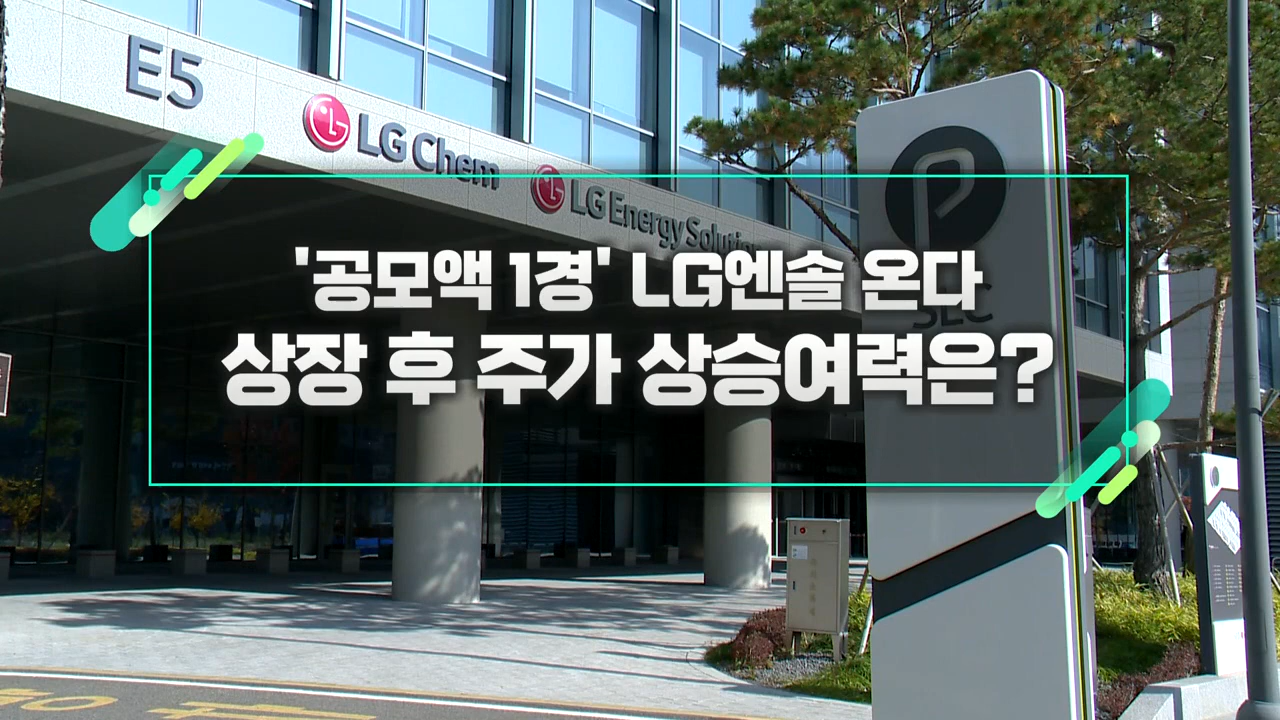 E5
LG Chem
LG Energy Solution
'공모액 1경' LG엔솔 온다
상장 후 주가 상승여력은?
P